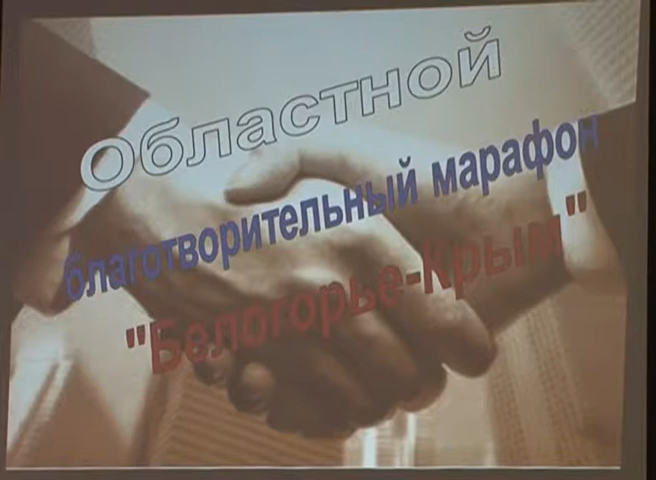 Областной
благотворительный марафон
"Белогорье-Крым"